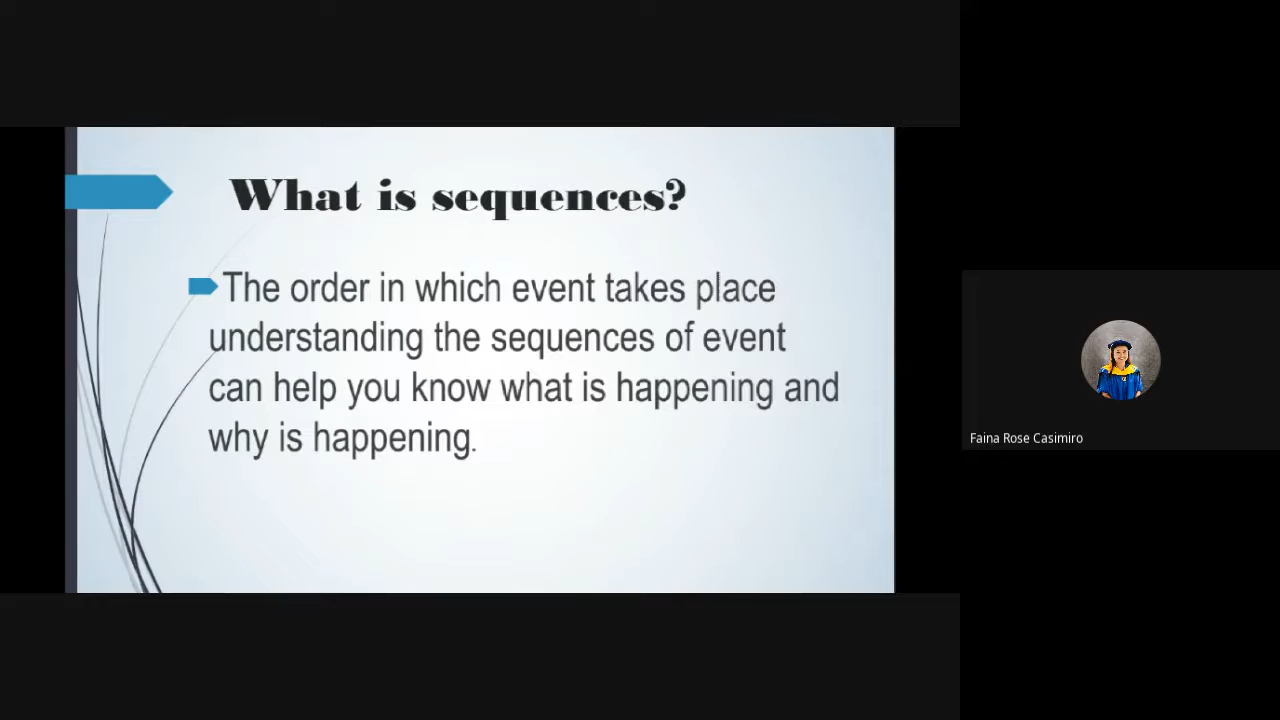 What is sequences?
The order in which event takes place
understanding the sequences of event
can help you know what is happening and
why is happening.
Faina Rose Casimiro